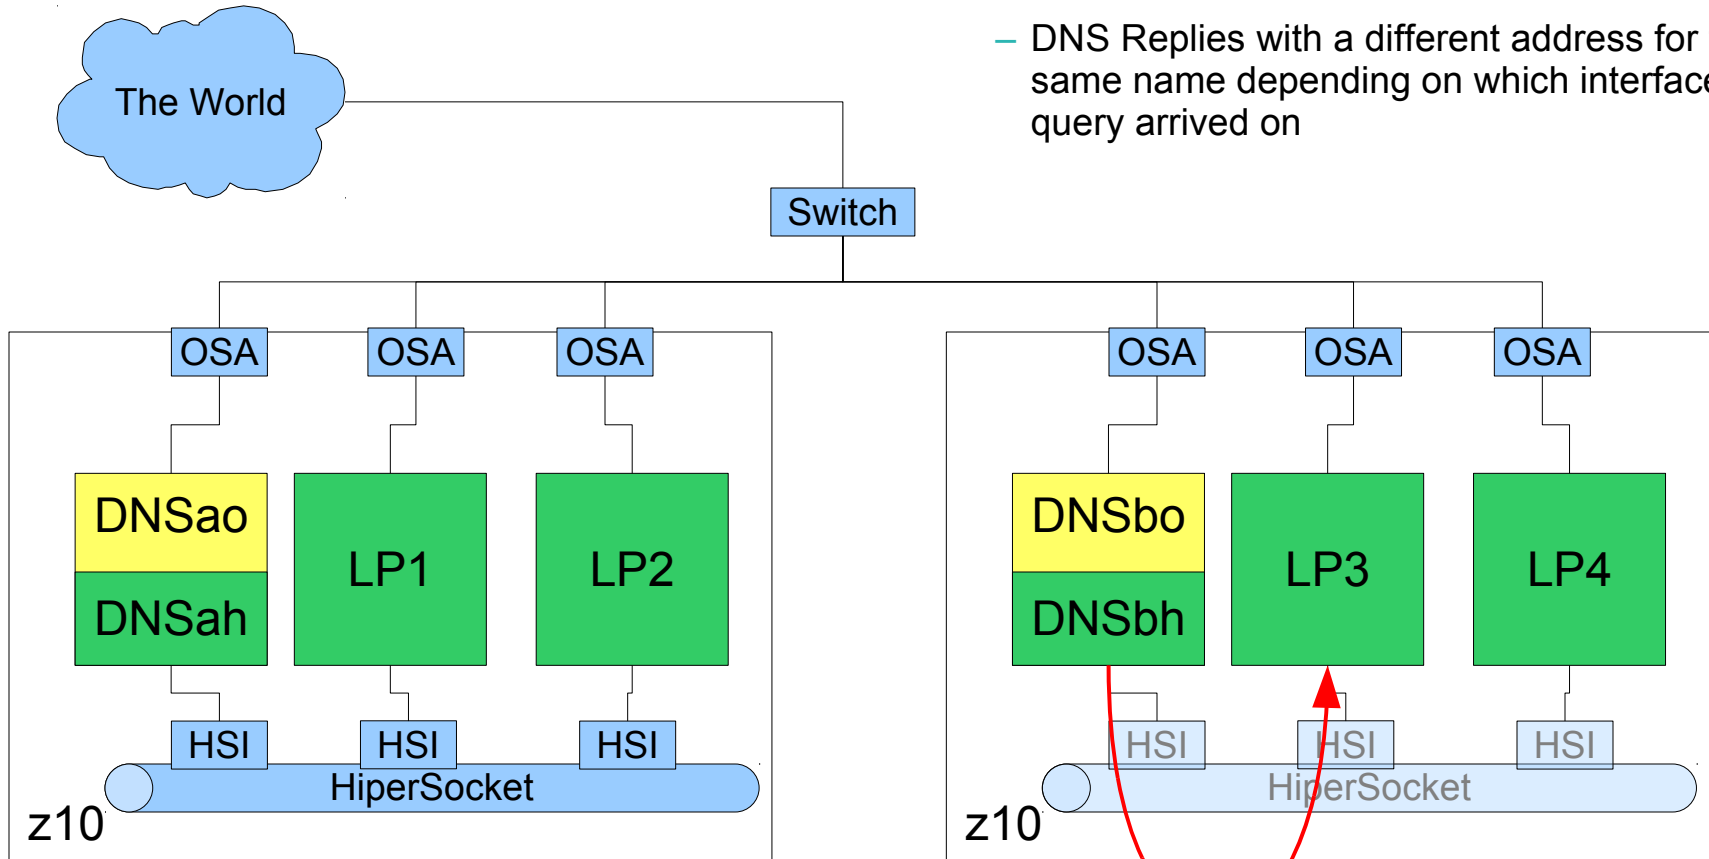 The World
– DNS Replies with a different address for
same name depending on which interface
query arrived on
Switch
OSA OSA OSA OSA OSA OSA
DNSao
DNSah
LP1
LP2
DNSbo
DNSbh
LP3
LP4
HSI HSI HSI HSI HSI HSI
HiperSocket
HiperSocket
z10
z10